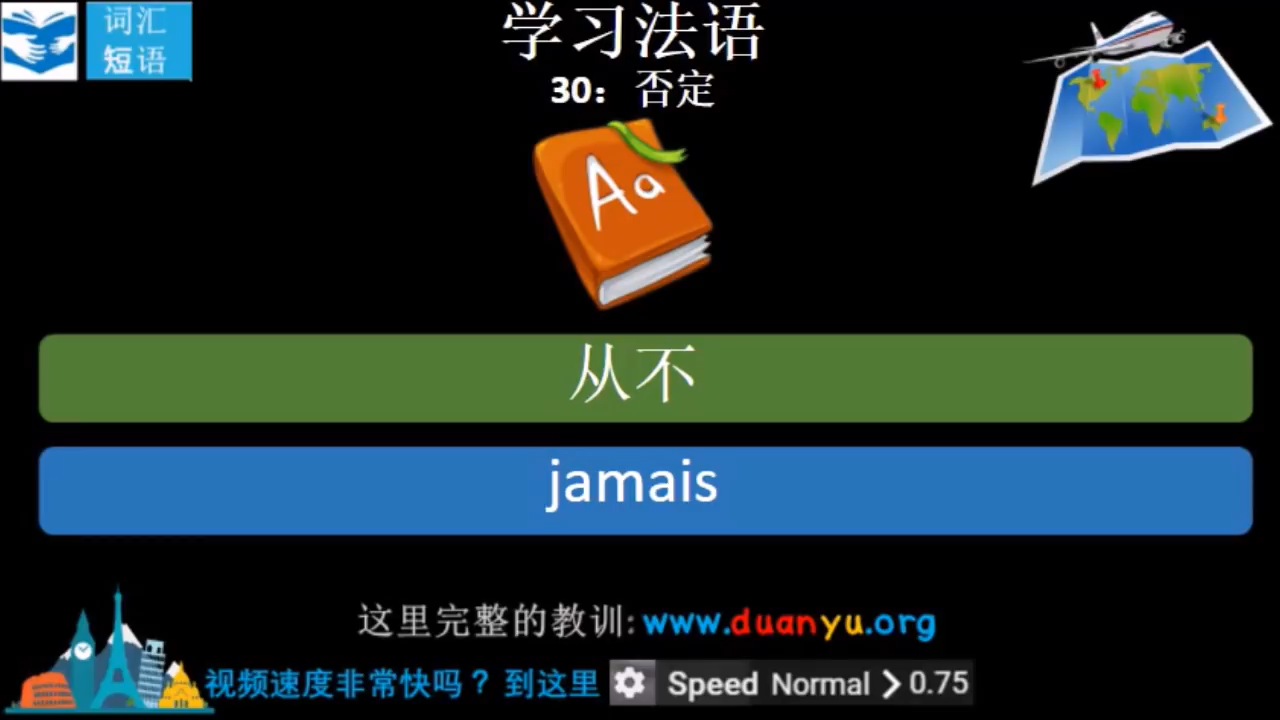 词汇
短语
学习法语
30：否定
Aa
从不
jamais
这里完整的教训: www.duanyu.org
视频速度非常快吗？到这里 Speed Normal > 0.75